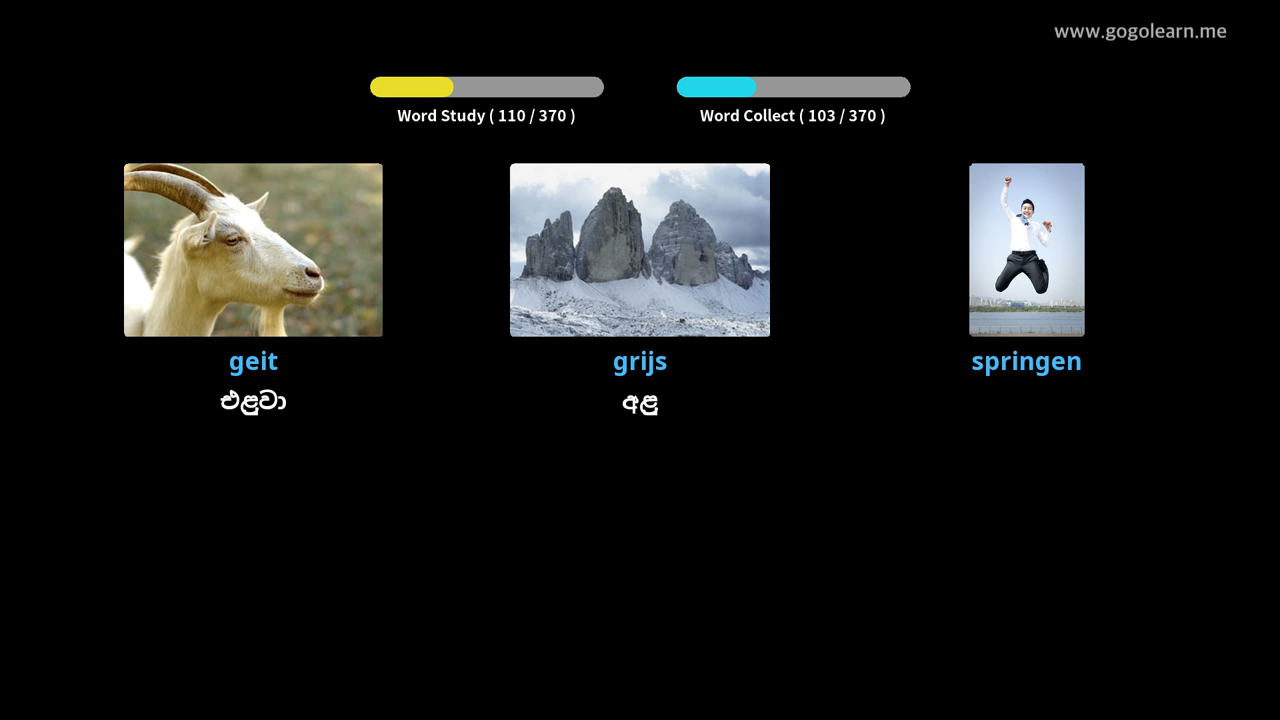 www.gogolearn.me
Word Study ( 110 / 370 )
Word Collect ( 103 / 370 )
geit
grijs
springen
එළුවා
අළු